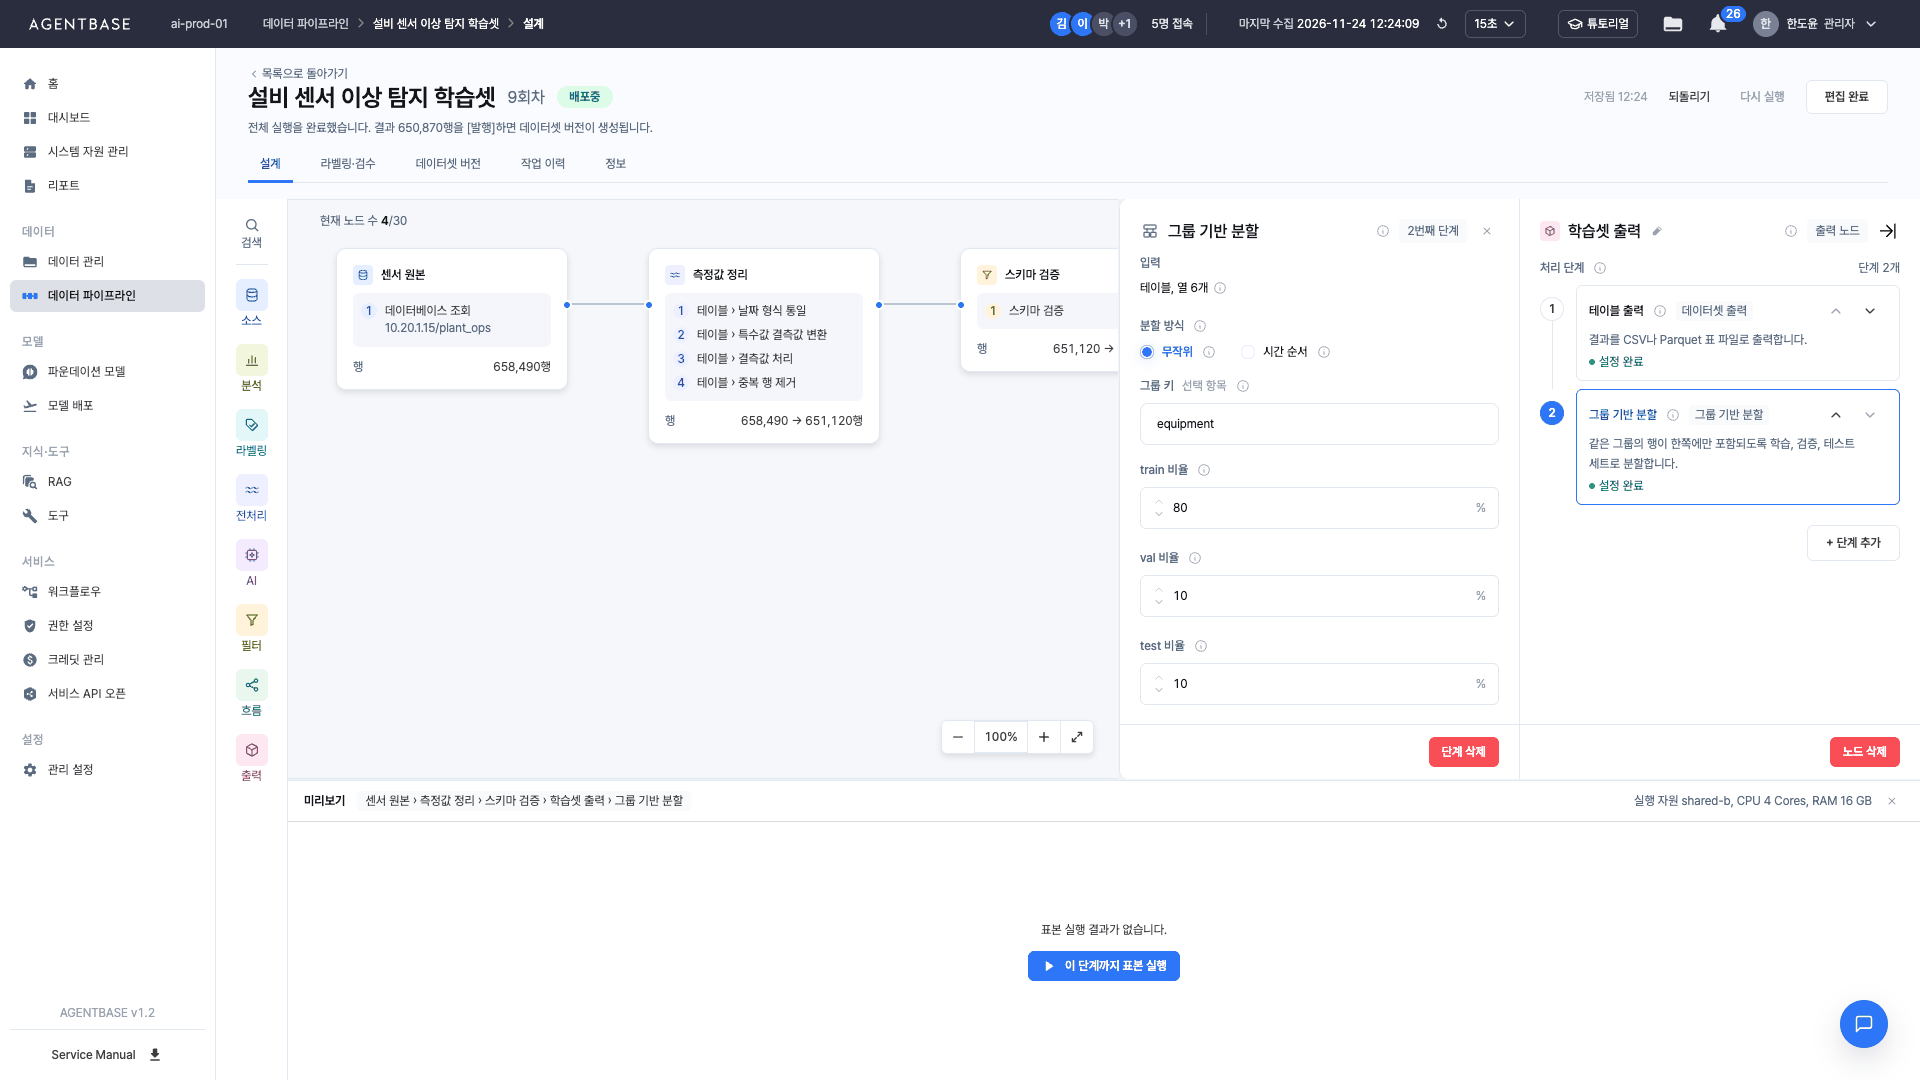 AGENTBASE
ai-prod-01
데이터 파이프라인 > 설비 센서 이상 탐지 학습셋 > 설계
김 이 박 +1 5명 접속
마지막 수집 2026-11-24 12:24:09
15초
튜토리얼
26
한 한도윤 관리자
홈
대시보드
시스템 자원 관리
리포트
데이터
데이터 관리
데이터 파이프라인
모델
파운데이션 모델
모델 배포
지식·도구
RAG
도구
서비스
워크플로우
권한 설정
크레딧 관리
서비스 API 오픈
설정
관리 설정
AGENTBASE v1.2
Service Manual
목록으로 돌아가기
설비 센서 이상 탐지 학습셋 9회차 배포중
전체 실행을 완료했습니다. 결과 650,870행을 [발행]하면 데이터셋 버전이 생성됩니다.
저장됨 12:24 되돌리기 다시 실행 편집 완료
설계 라벨링·검수 데이터셋 버전 작업 이력 정보
검색
소스
분석
라벨링
전처리
AI
필터
흐름
출력
현재 노드 수 4/30
센서 원본
1 데이터베이스 조회
10.20.1.15/plant_ops
행 658,490행
측정값 정리
1 테이블 › 날짜 형식 통일
2 테이블 › 특수값 결측값 변환
3 테이블 › 결측값 처리
4 테이블 › 중복 행 제거
행 658,490 → 651,120행
스키마 검증
1 스키마 검증
행 651,120 →
100%
그룹 기반 분할 2번째 단계
입력
테이블, 열 6개
분할 방식
무작위 시간 순서
그룹 키 선택 항목
equipment
train 비율
80 %
val 비율
10 %
test 비율
10 %
단계 삭제
학습셋 출력 출력 노드
처리 단계 단계 2개
1 테이블 출력 데이터셋 출력
결과를 CSV나 Parquet 표 파일로 출력합니다.
설정 완료
2 그룹 기반 분할 그룹 기반 분할
같은 그룹의 행이 한쪽에만 포함되도록 학습, 검증, 테스트
세트로 분할합니다.
설정 완료
+ 단계 추가
노드 삭제
미리보기 센서 원본 › 측정값 정리 › 스키마 검증 › 학습셋 출력 › 그룹 기반 분할
실행 자원 shared-b, CPU 4 Cores, RAM 16 GB
표본 실행 결과가 없습니다.
이 단계까지 표본 실행